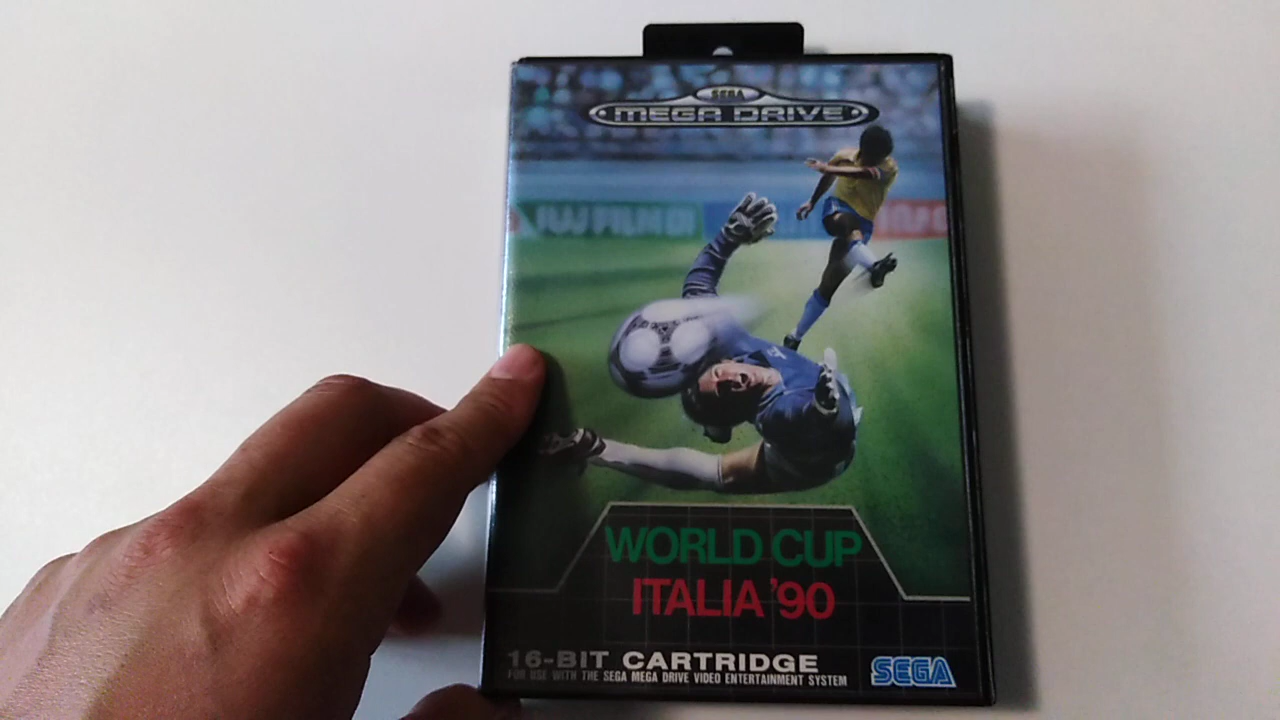 SEGA
MEGA DRIVE
WORLD CUP
ITALIA '90
16-BIT CARTRIDGE
FOR USE WITH THE SEGA MEGA DRIVE VIDEO ENTERTAINMENT SYSTEM
SEGA